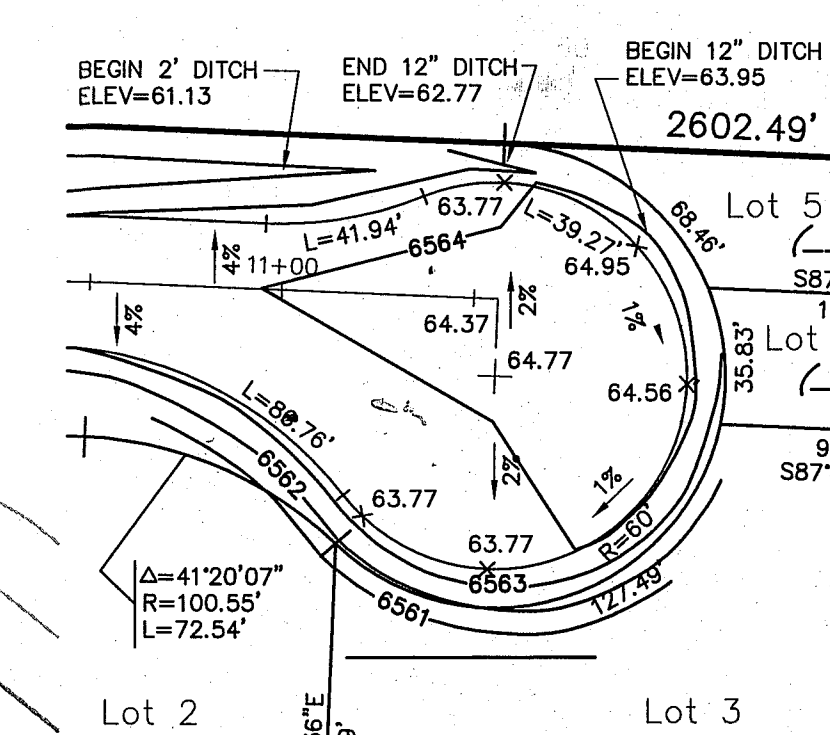 BEGIN 2' DITCH
ELEV=61.13
END 12" DITCH
ELEV=62.77
BEGIN 12" DITCH
ELEV=63.95
2602.49'
Lot 5
63.77
L=41.94'
L=39.27'
68.46'
6564
64.95
4%
11+00
S87
4%
64.37
2%
1%
1
Lot
64.77
35.83'
64.56
L=80.76'
6562
2%
1%
9
S87°
63.77
63.77
R=60'
Δ=41°20'07"
R=100.55'
L=72.54'
6563
6561
127.49'
Lot 2
Lot 3